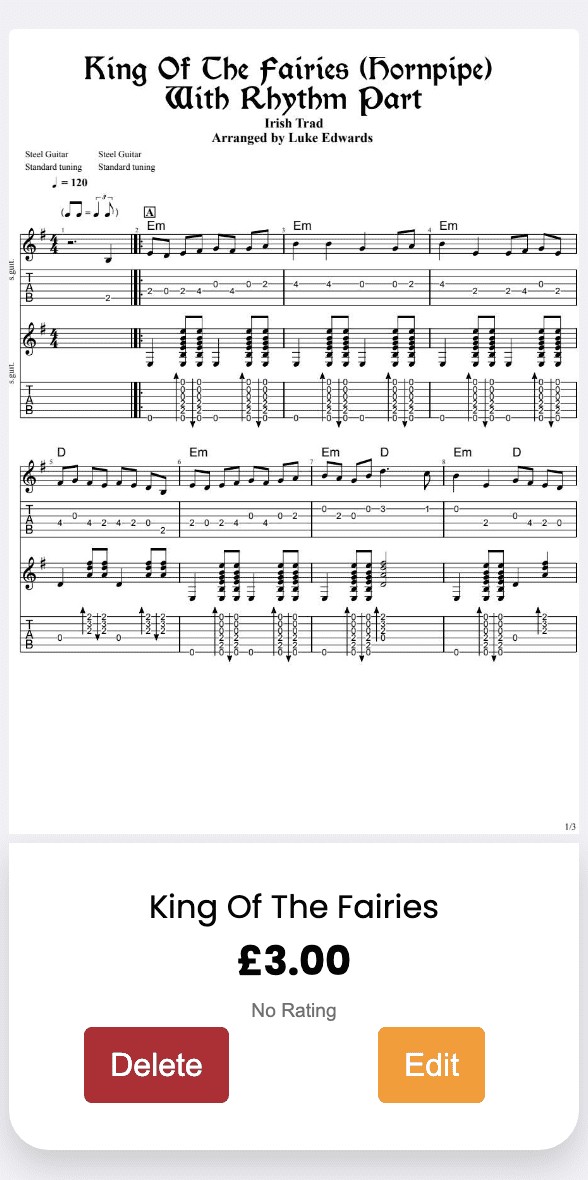 King Of The Fairies (Hornpipe)
With Rhythm Part
Irish Trad
Arranged by Luke Edwards
Steel Guitar Steel Guitar
Standard tuning Standard tuning
= 120
A
Em Em Em
s.guit.
s.guit.
D Em Em D Em D
1/3
King Of The Fairies
£3.00
No Rating
Delete Edit